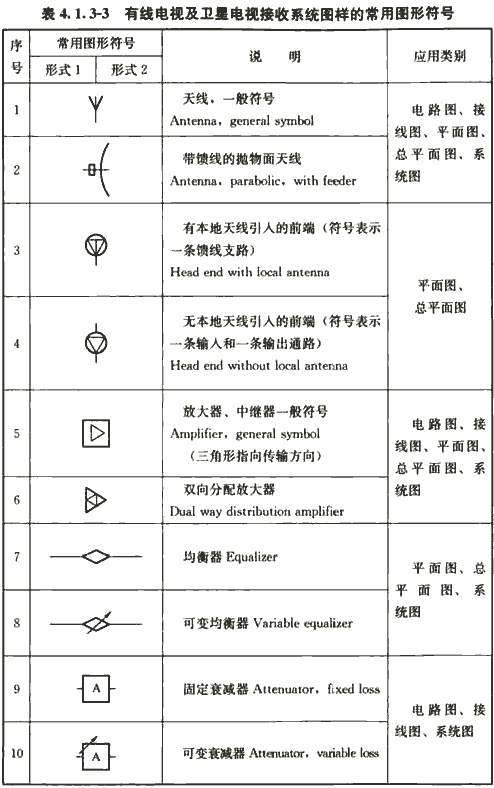 表 4.1.3-3 有线电视及卫星电视接收系统图样的常用图形符号
序号
常用图形符号
说 明
应用类别
形式 1
形式 2
1
天线，一般符号
Antenna, general symbol
电路图、接
线图、平面图、
总平面图、系
统图
2
带馈线的抛物面天线
Antenna, parabolic, with feeder
3
有本地天线引入的前端（符号表示
一条馈线支路）
Head end with local antenna
平面图、
总平面图
4
无本地天线引入的前端（符号表示
一条输入和一条输出通路）
Head end without local antenna
5
放大器、中继器一般符号
Amplifier, general symbol
（三角形指向传输方向）
电路图、接
线图、平面图、
总平面图、系
统图
6
双向分配放大器
Dual way distribution amplifier
7
均衡器 Equalizer
平面图、总
平面图、系
统图
8
可变均衡器 Variable equalizer
9
A
固定衰减器 Attenuator, fixed loss
电路图、接
线图、系统图
10
A
可变衰减器 Attenuator, variable loss